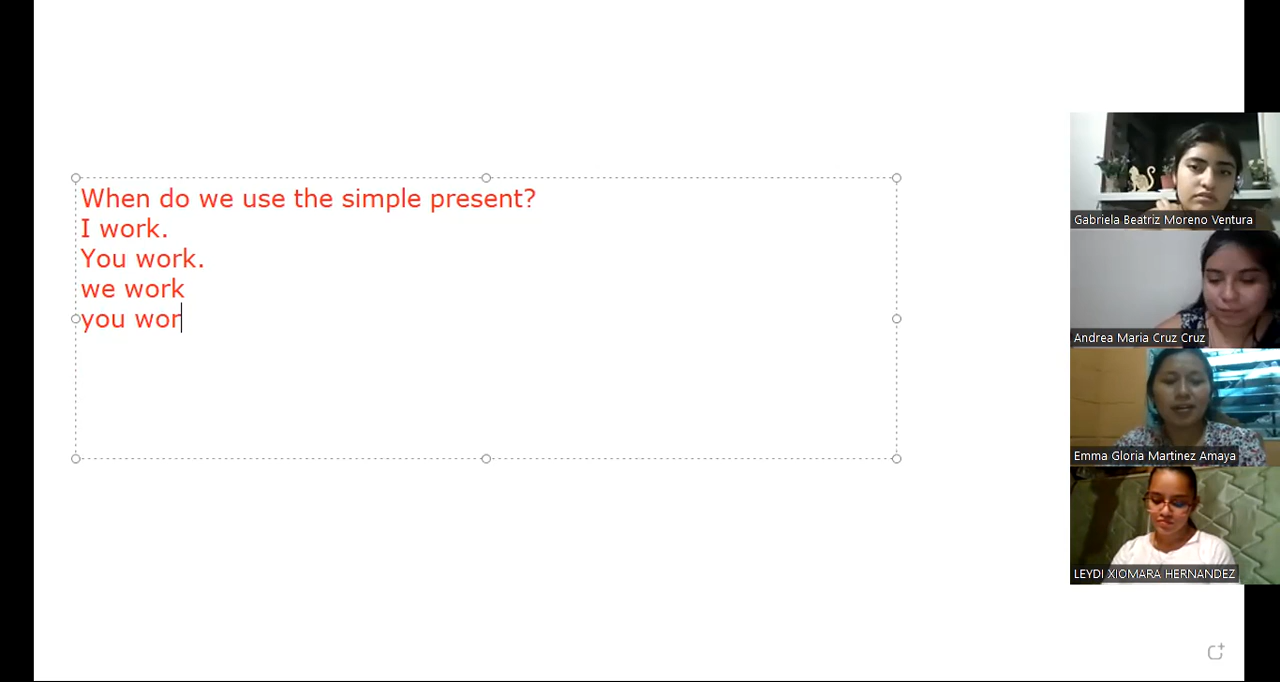 When do we use the simple present?
I work.
You work.
we work
you wor
Gabriela Beatriz Moreno Ventura
Andrea Maria Cruz Cruz
Emma Gloria Martinez Amaya
LEYDI XIOMARA HERNANDEZ